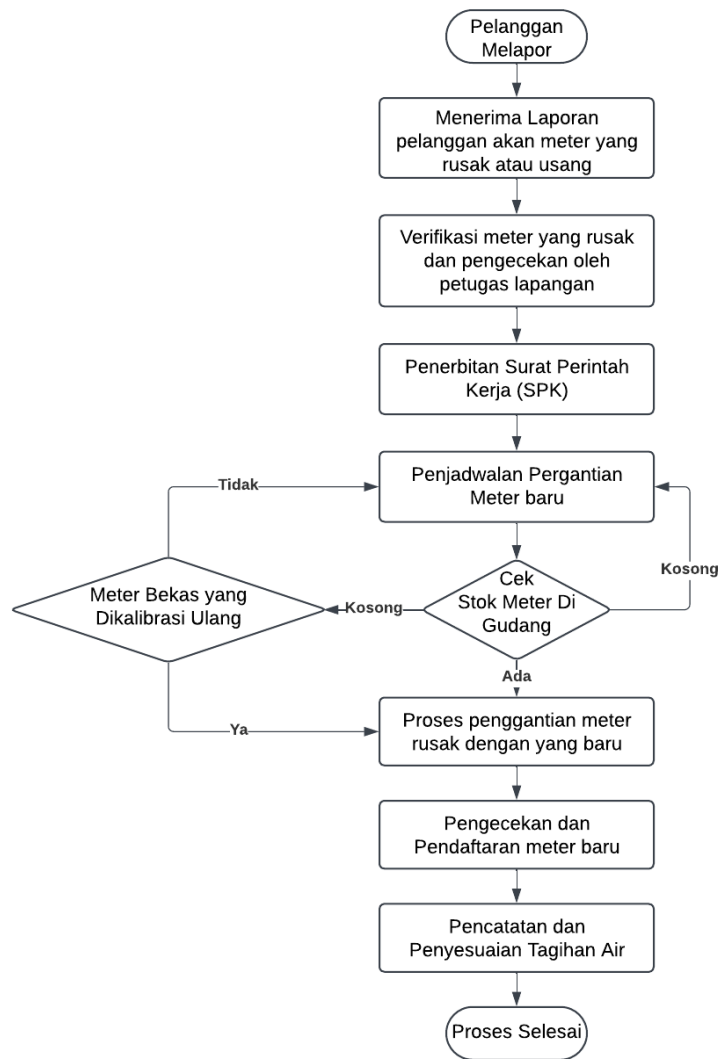 Pelanggan
Melapor
Menerima Laporan
pelanggan akan meter yang
rusak atau usang
Verifikasi meter yang rusak
dan pengecekan oleh
petugas lapangan
Penerbitan Surat Perintah
Kerja (SPK)
Penjadwalan Pergantian
Meter baru
Tidak
Kosong
Meter Bekas yang
Dikalibrasi Ulang
Kosong
Cek
Stok Meter Di
Gudang
Ada
Ya
Proses penggantian meter
rusak dengan yang baru
Pengecekan dan
Pendaftaran meter baru
Pencatatan dan
Penyesuaian Tagihan Air
Proses Selesai